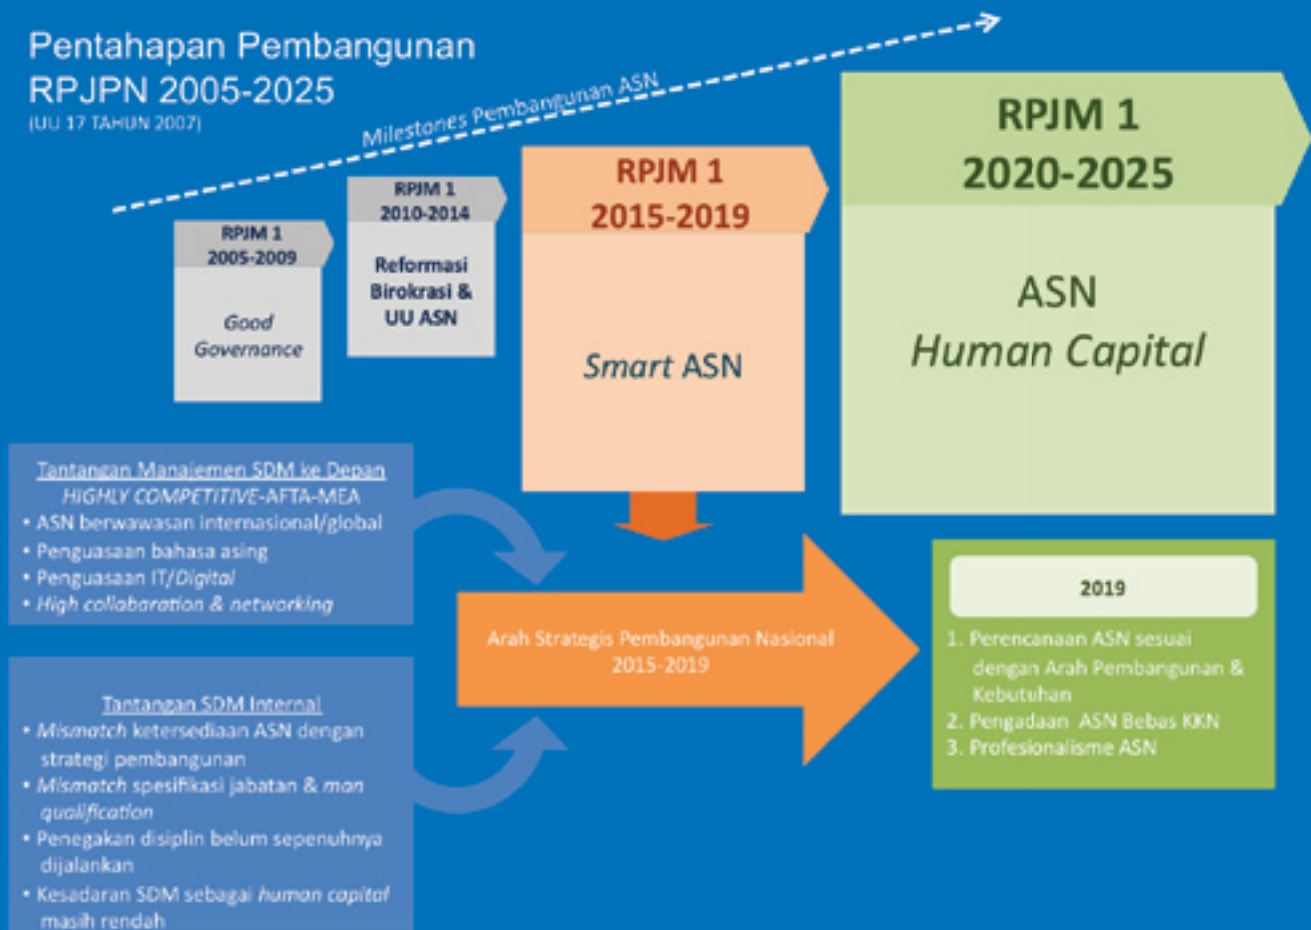 Pentahapan Pembangunan
RPJPN 2005-2025
(UU 17 TAHUN 2007)
Milestones Pembangunan ASN
RPJM 1
2005-2009
Good
Governance
RPJM 1
2010-2014
Reformasi
Birokrasi &
UU ASN
RPJM 1
2015-2019
Smart ASN
RPJM 1
2020-2025
ASN
Human Capital
Tantangan Manajemen SDM ke Depan
HIGHLY COMPETITIVE-AFTA-MEA
• ASN berwawasan internasional/global
• Penguasaan bahasa asing
• Penguasaan IT/Digital
• High collabaration & networking
Tantangan SDM Internal
• Mismatch ketersediaan ASN dengan
strategi pembangunan
• Mismatch spesifikasi jabatan & man
qualification
• Penegakan disiplin belum sepenuhnya
dijalankan
• Kesadaran SDM sebagai human capital
masih rendah
Arah Strategis Pembangunan Nasional
2015-2019
2019
1. Perencanaan ASN sesuai
dengan Arah Pembangunan &
Kebutuhan
2. Pengadaan ASN Bebas KKN
3. Profesionalisme ASN